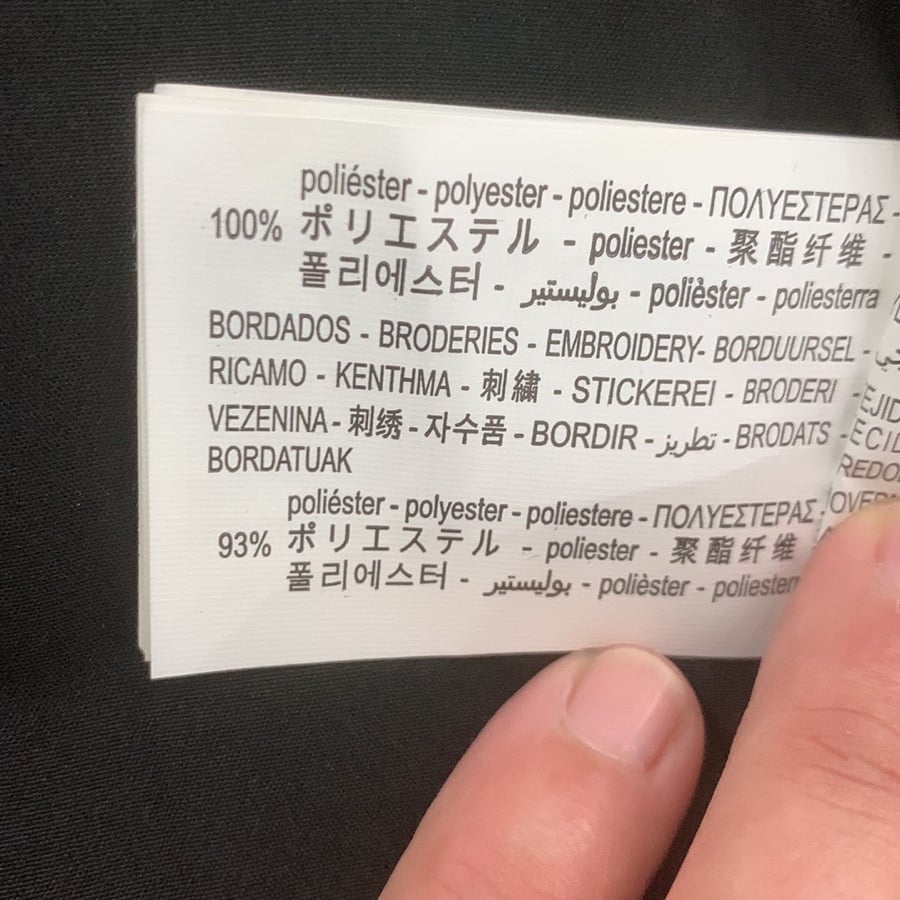 poliéster - polyester - poliestere - ΠΟΛΥΕΣΤΕΡΑΣ -
100% ポリエステル - poliester - 聚酯纤维 -
폴리에스터 - بوليستير - polièster - poliesterra
BORDADOS - BRODERIES - EMBROIDERY- BORDUURSEL -
RICAMO - KENTHMA - 刺繍 - STICKEREI - BRODERI -
VEZENINA - 刺绣 - 자수품 - BORDIR - تطريز - BRODATS -
BORDATUAK
poliéster - polyester - poliestere - ΠΟΛΥΕΣΤΕΡΑΣ -
93% ポリエステル - poliester - 聚酯纤维
폴리에스터 - بوليستير - polièster -